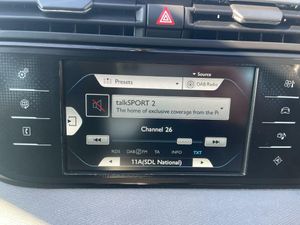 Source
Presets
DAB Radio
talkSPORT 2
The home of exclusive coverage from the Pr
Channel 26
RDS DAB FM TA INFO TXT
11A(SDL National)